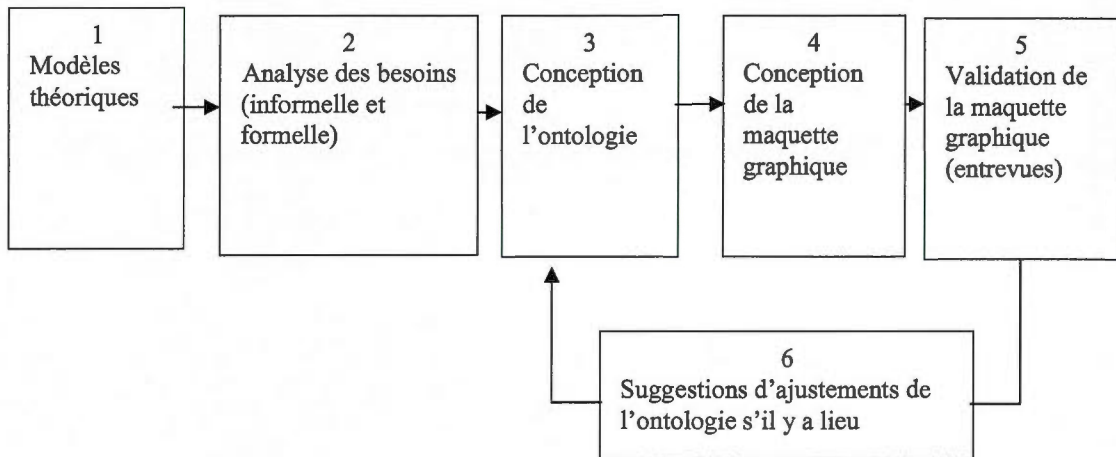 1
Modèles
théoriques
2
Analyse des besoins
(informelle et
formelle)
3
Conception
de
l'ontologie
4
Conception
de la
maquette
graphique
5
Validation de
la maquette
graphique
(entrevues)
6
Suggestions d'ajustements de
l'ontologie s'il y a lieu